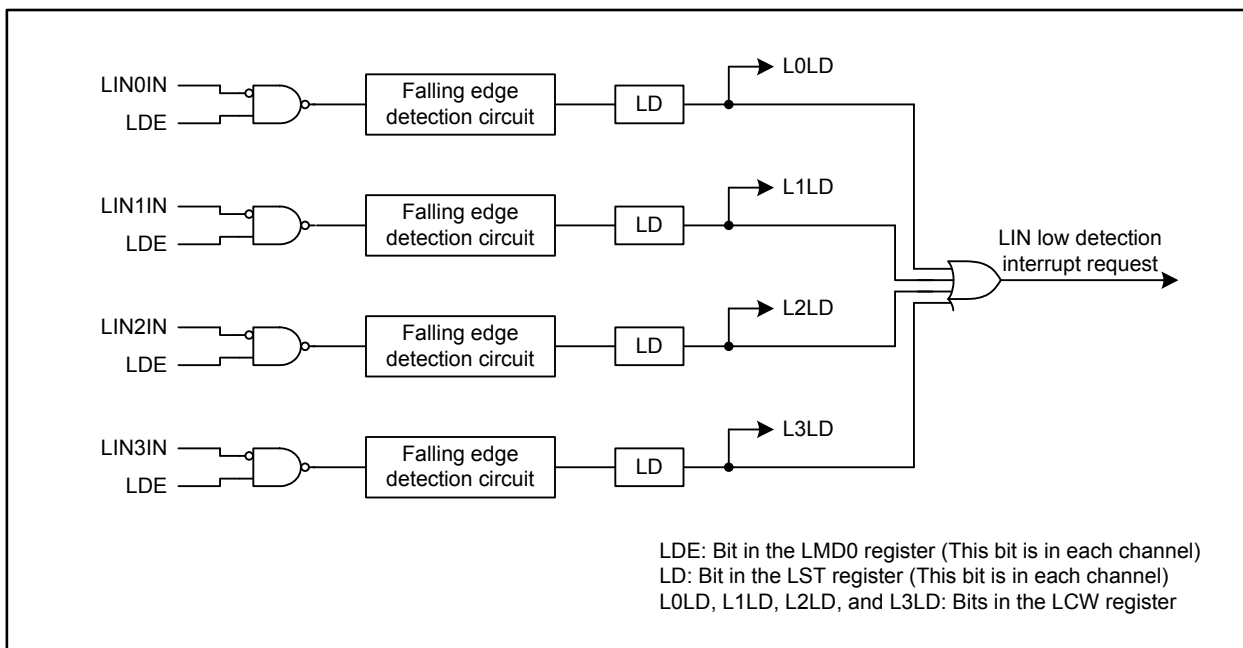 LIN0IN
LDE
Falling edge
detection circuit
LD
L0LD
LIN1IN
LDE
Falling edge
detection circuit
LD
L1LD
LIN low detection
interrupt request
LIN2IN
LDE
Falling edge
detection circuit
LD
L2LD
LIN3IN
LDE
Falling edge
detection circuit
LD
L3LD
LDE: Bit in the LMD0 register (This bit is in each channel)
LD: Bit in the LST register (This bit is in each channel)
L0LD, L1LD, L2LD, and L3LD: Bits in the LCW register